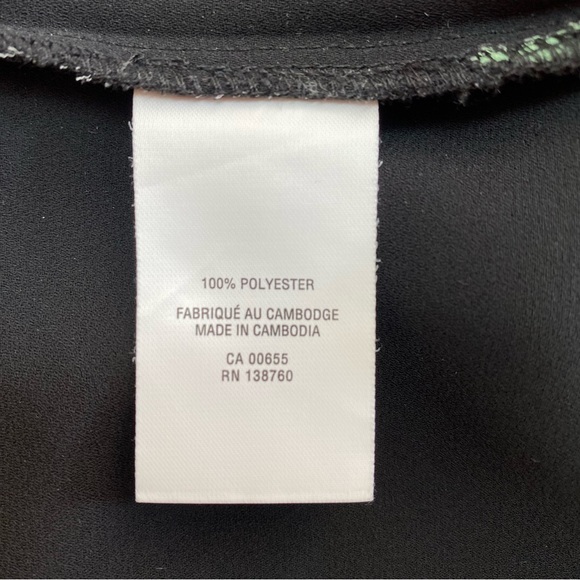 100% POLYESTER
FABRIQUÉ AU CAMBODGE
MADE IN CAMBODIA
CA 00655
RN 138760